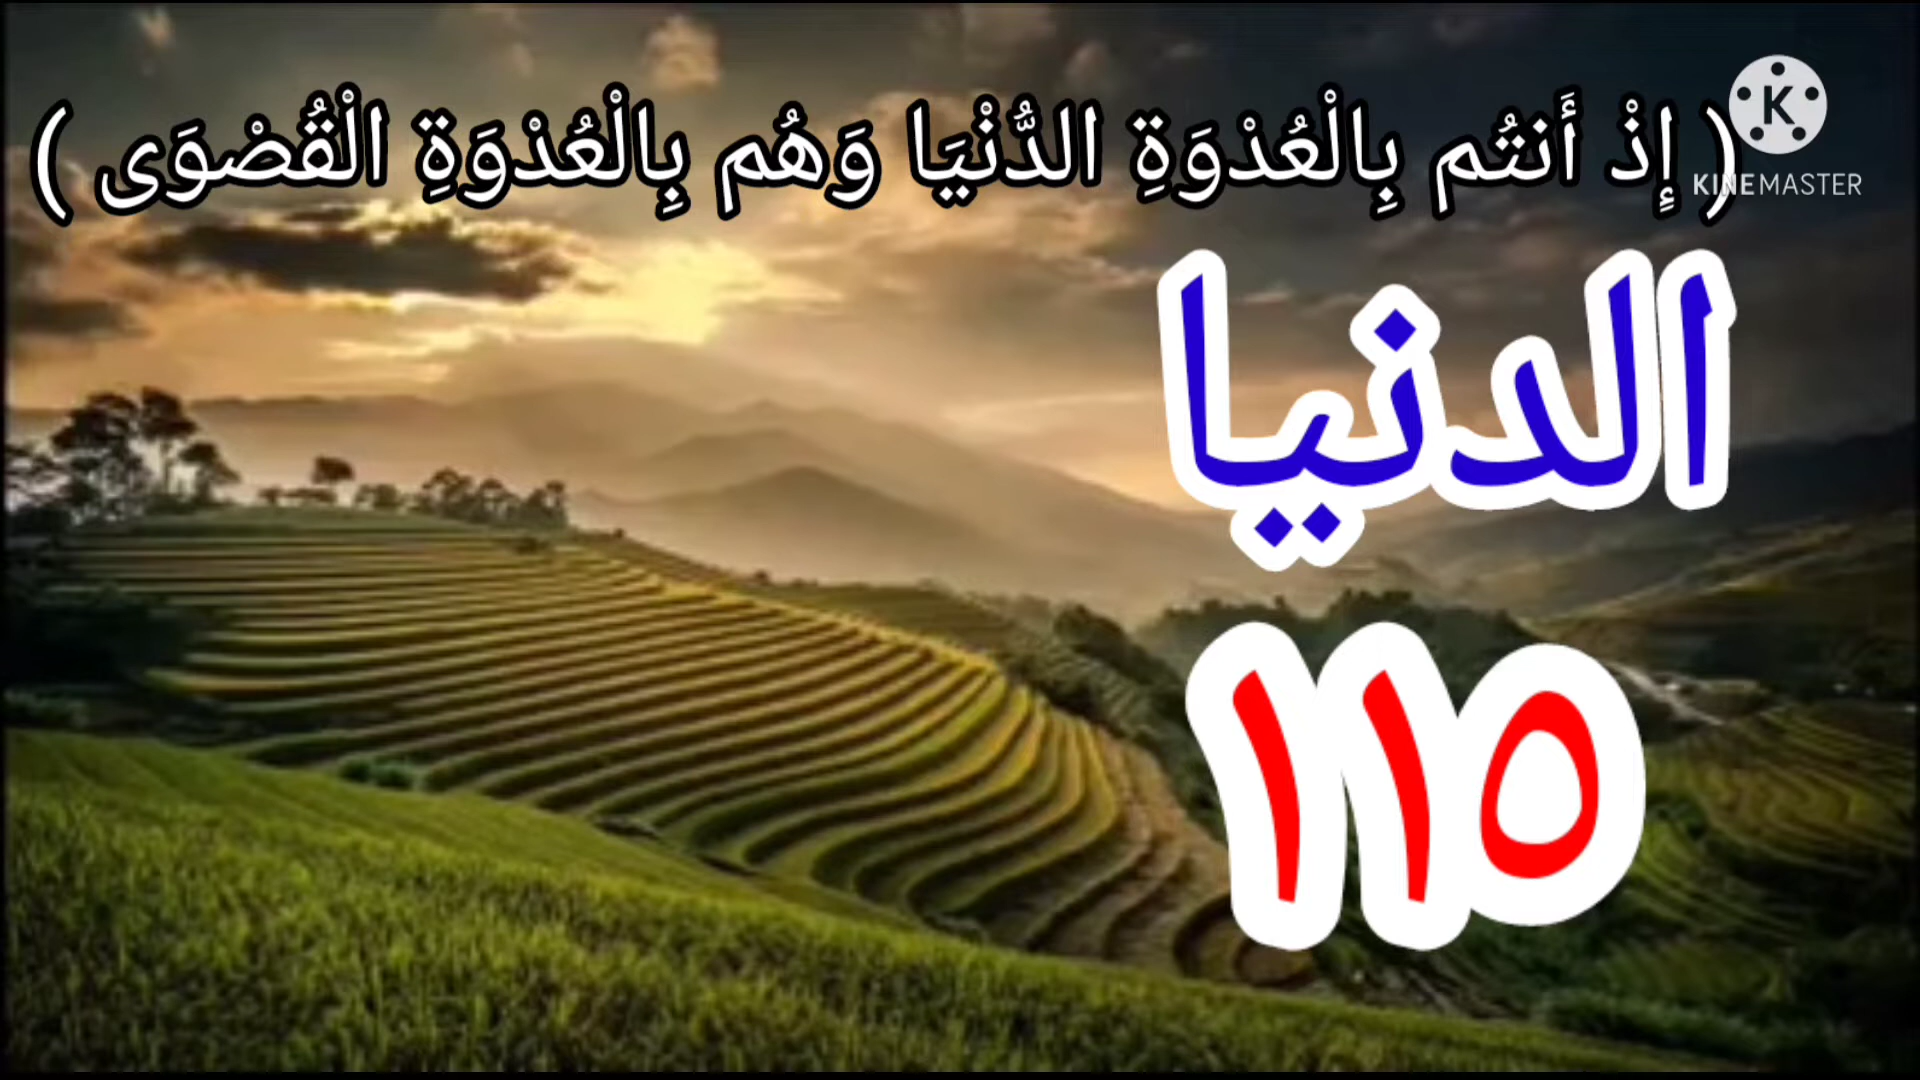 ( إِذْ أَنتُم بِالْعُدْوَةِ الدُّنْيَا وَهُم بِالْعُدْوَةِ الْقُصْوَى )
KINEMASTER
الدنيا
١١٥